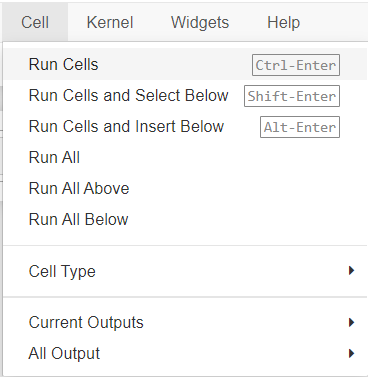 Cell Kernel Widgets Help
Run Cells Ctrl-Enter
Run Cells and Select Below Shift-Enter
Run Cells and Insert Below Alt-Enter
Run All
Run All Above
Run All Below
Cell Type
Current Outputs
All Output